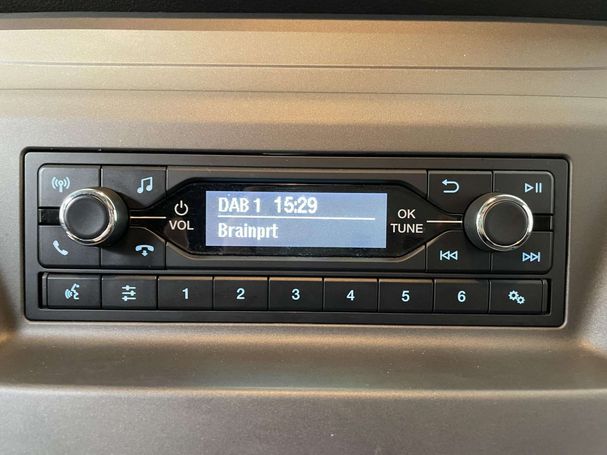 DAB 1 15:29
Brainprt
VOL
OK
TUNE
1 2 3 4 5 6